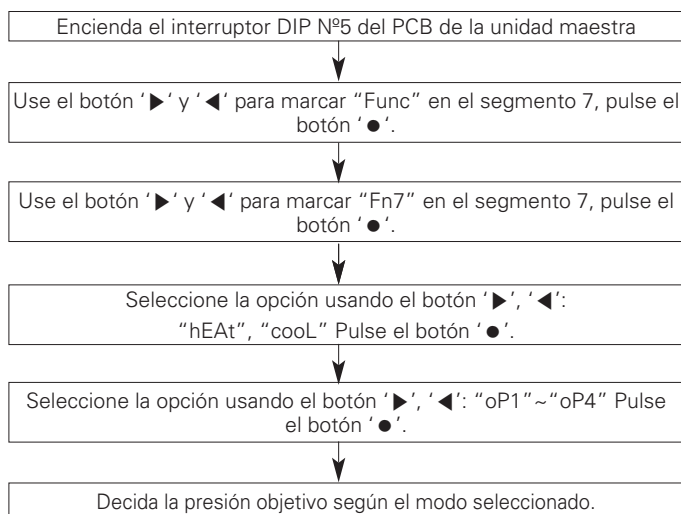 Encienda el interruptor DIP Nº5 del PCB de la unidad maestra
Use el botón ‘▶‘ y ‘◀‘ para marcar “Func” en el segmento 7, pulse el
botón ‘ ● ‘.
Use el botón ‘▶‘ y ‘◀‘ para marcar “Fn7” en el segmento 7, pulse el
botón ‘ ● ‘.
Seleccione la opción usando el botón ‘▶’, ‘◀’:
“hEAt”, “cooL” Pulse el botón ‘ ● ’.
Seleccione la opción usando el botón ‘▶’, ‘◀’: “oP1”~“oP4” Pulse
el botón ‘ ● ’.
Decida la presión objetivo según el modo seleccionado.